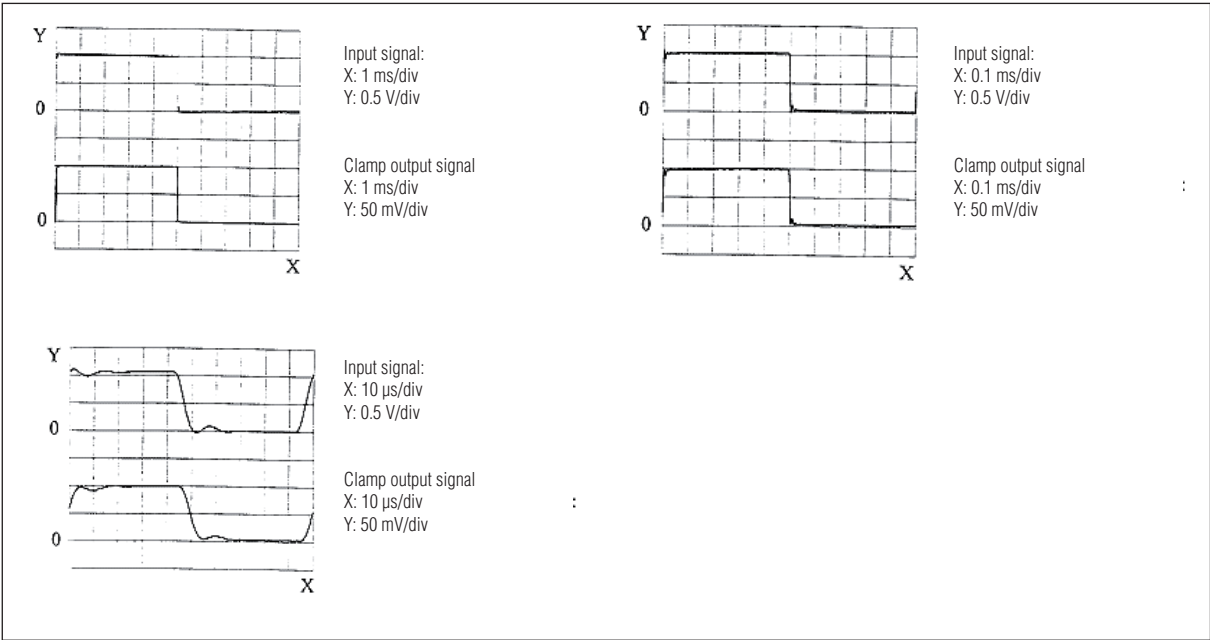 Y
0
0
X
Input signal:
X: 1 ms/div
Y: 0.5 V/div
Clamp output signal
X: 1 ms/div
Y: 50 mV/div
Y
0
0
X
Input signal:
X: 0.1 ms/div
Y: 0.5 V/div
Clamp output signal
X: 0.1 ms/div :
Y: 50 mV/div
Y
0
0
X
Input signal:
X: 10 µs/div
Y: 0.5 V/div
Clamp output signal
X: 10 µs/div :
Y: 50 mV/div